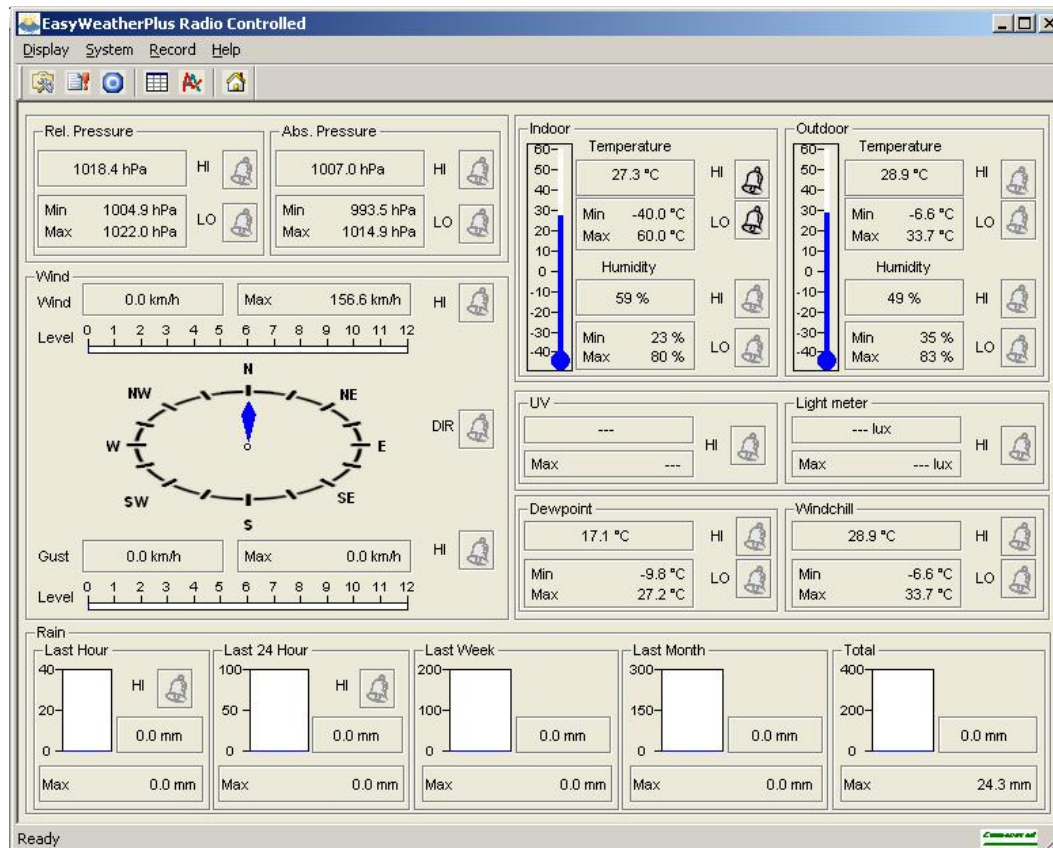 EasyWeatherPlus Radio Controlled
Display System Record Help
Rel. Pressure
1018.4 hPa HI
Min 1004.9 hPa
Max 1022.0 hPa
LO
Abs. Pressure
1007.0 hPa HI
Min 993.5 hPa
Max 1014.9 hPa
LO
Indoor
60
50
40
30
20
10
0
-10
-20
-30
-40
Temperature
27.3 °C HI
Min -40.0 °C
Max 60.0 °C
LO
Humidity
59 % HI
Min 23 %
Max 80 %
LO
Outdoor
60
50
40
30
20
10
0
-10
-20
-30
-40
Temperature
28.9 °C HI
Min -6.6 °C
Max 33.7 °C
LO
Humidity
49 % HI
Min 35 %
Max 83 %
LO
Wind
Wind 0.0 km/h Max 156.6 km/h HI
Level 0 1 2 3 4 5 6 7 8 9 10 11 12
N
NW NE
W E
SW SE
S
DIR
Gust 0.0 km/h Max 0.0 km/h HI
Level 0 1 2 3 4 5 6 7 8 9 10 11 12
UV
---
Max ---
HI
Light meter
--- lux
Max --- lux
HI
Dewpoint
17.1 °C HI
Min -9.8 °C
Max 27.2 °C
LO
Windchill
28.9 °C HI
Min -6.6 °C
Max 33.7 °C
LO
Rain
Last Hour
40
20
0
HI
0.0 mm
Max 0.0 mm
Last 24 Hour
100
50
0
HI
0.0 mm
Max 0.0 mm
Last Week
200
100
0
0.0 mm
Max 0.0 mm
Last Month
300
150
0
0.0 mm
Max 0.0 mm
Total
400
200
0
0.0 mm
Max 24.3 mm
Ready